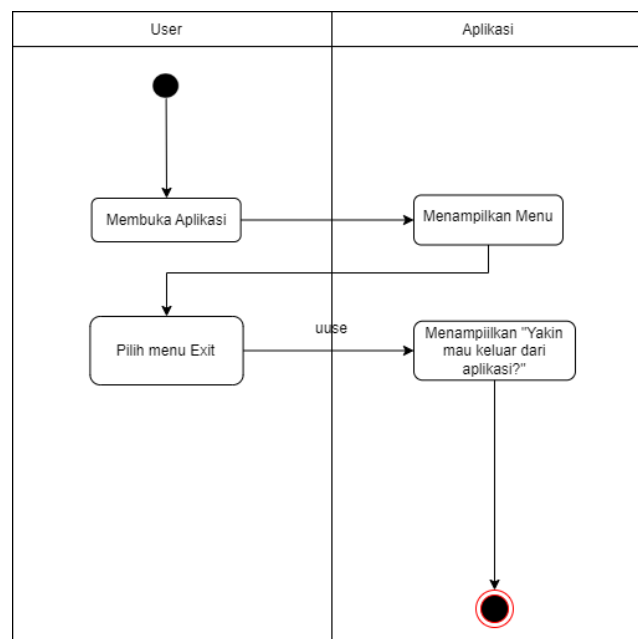 User
Aplikasi
Membuka Aplikasi
Menampilkan Menu
Pilih menu Exit
uuse
Menampiilkan "Yakin
mau keluar dari
aplikasi?"